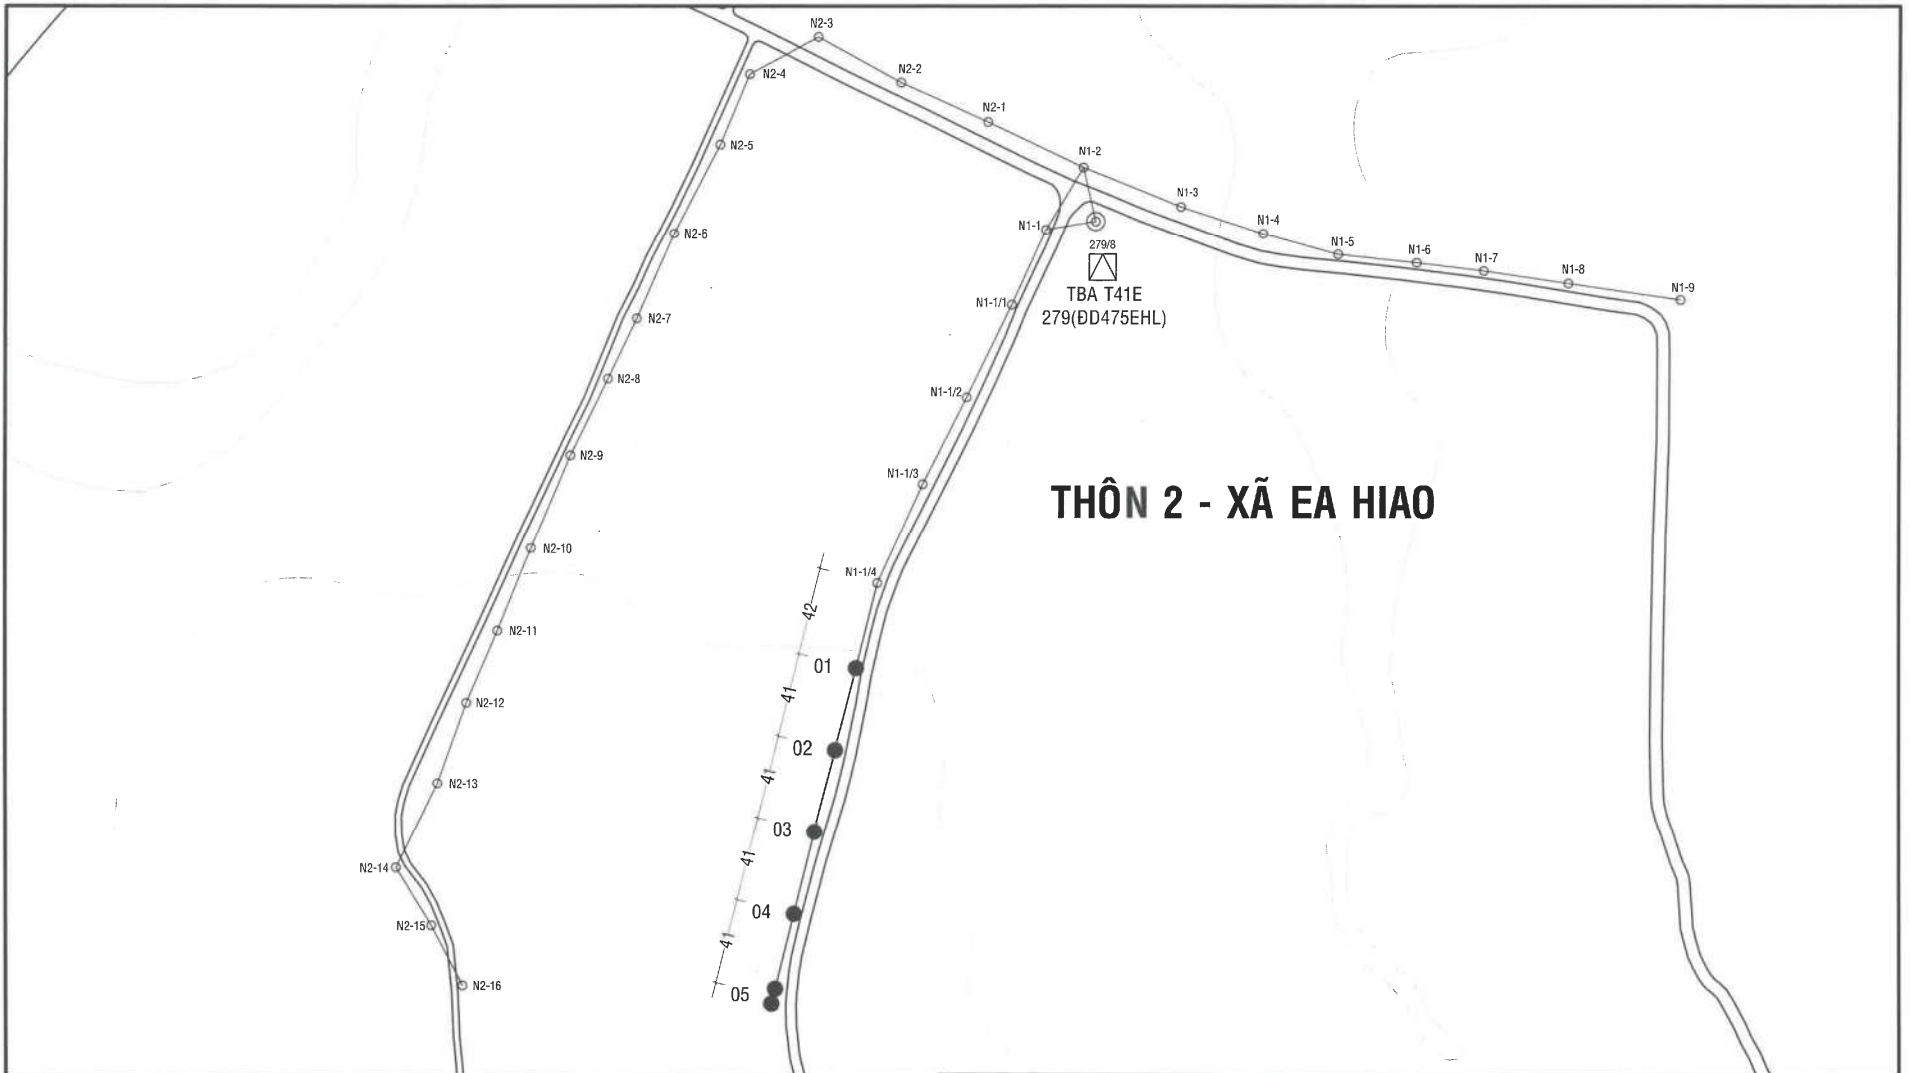 N2-3
N2-4
N2-2
N2-1
N2-5
N1-2
N1-3
N1-1
N1-4
N2-6
279/8
N1-5
N1-6
N1-7
N1-8
N1-9
TBA T41E
279(ĐD475EHL)
N1-1/1
N2-7
N2-8
N1-1/2
N2-9
N1-1/3
THÔN 2 - XÃ EA HIAO
N2-10
N1-1/4
42
N2-11
01
41
N2-12
02
41
N2-13
03
41
N2-14
04
N2-15
41
N2-16
05